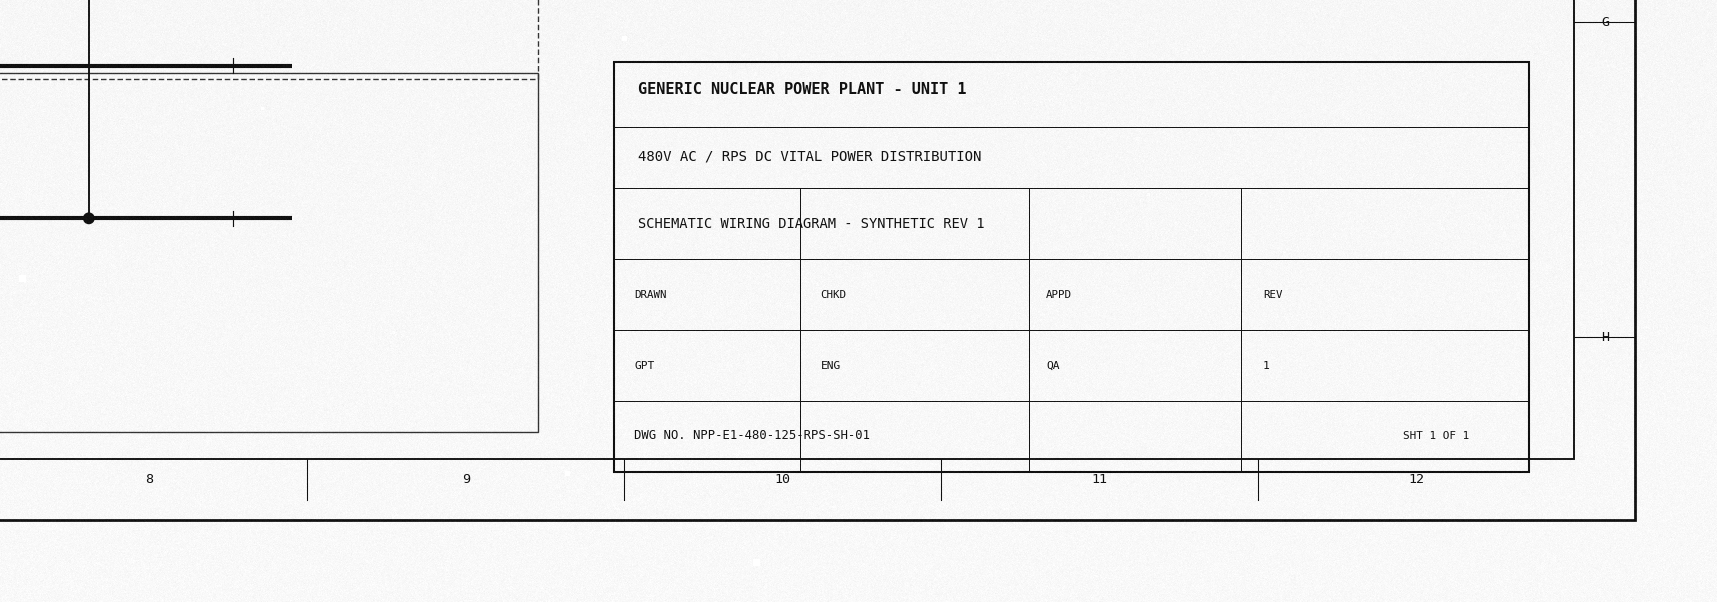 G
GENERIC NUCLEAR POWER PLANT - UNIT 1
480V AC / RPS DC VITAL POWER DISTRIBUTION
SCHEMATIC WIRING DIAGRAM - SYNTHETIC REV 1
DRAWN CHKD APPD REV
H
GPT ENG QA 1
DWG NO. NPP-E1-480-125-RPS-SH-01 SHT 1 OF 1
8 9 10 11 12